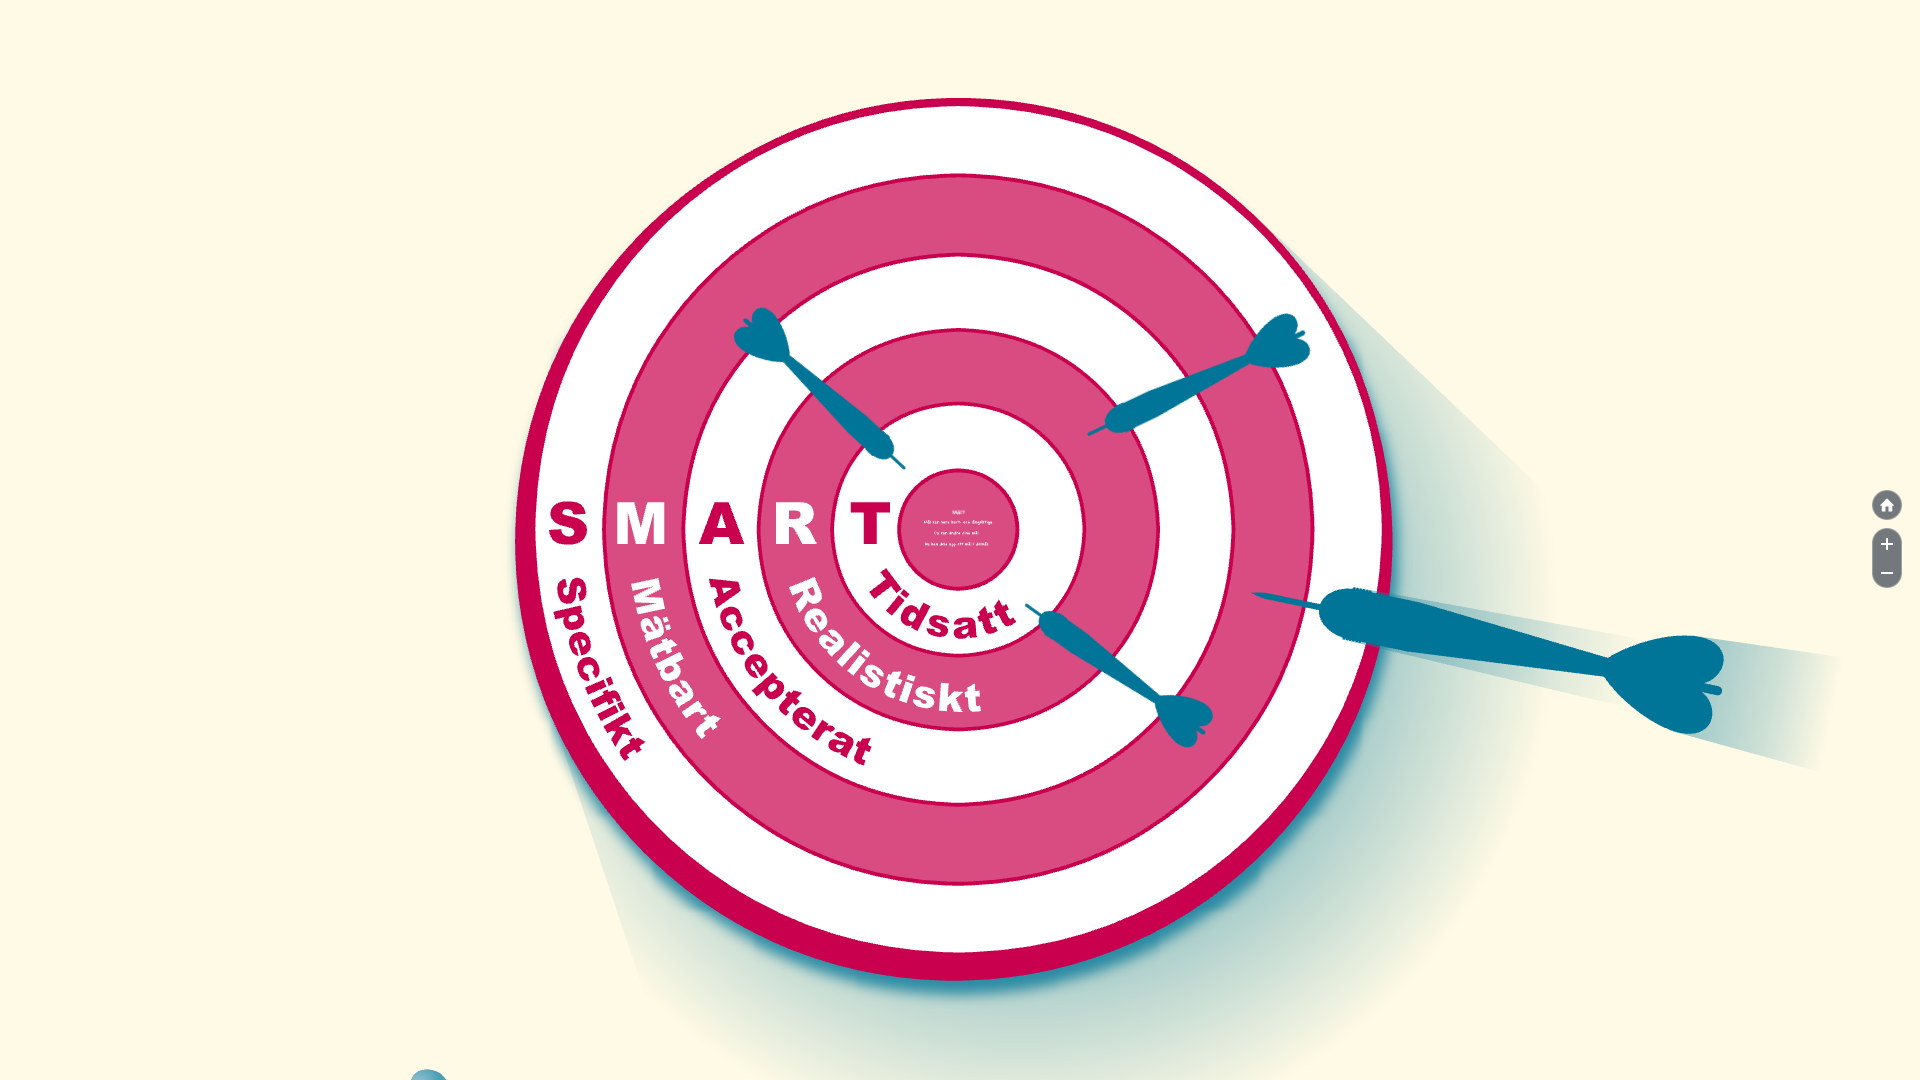 S M A R T
Specifikt
Mätbart
Accepterat
Realistiskt
Tidsatt